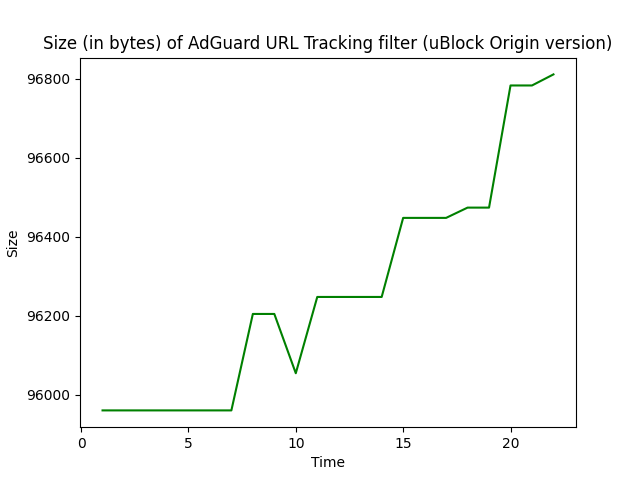 Size (in bytes) of AdGuard URL Tracking filter (uBlock Origin version)
96800
96600
96400
96200
96000
Size
0 5 10 15 20
Time